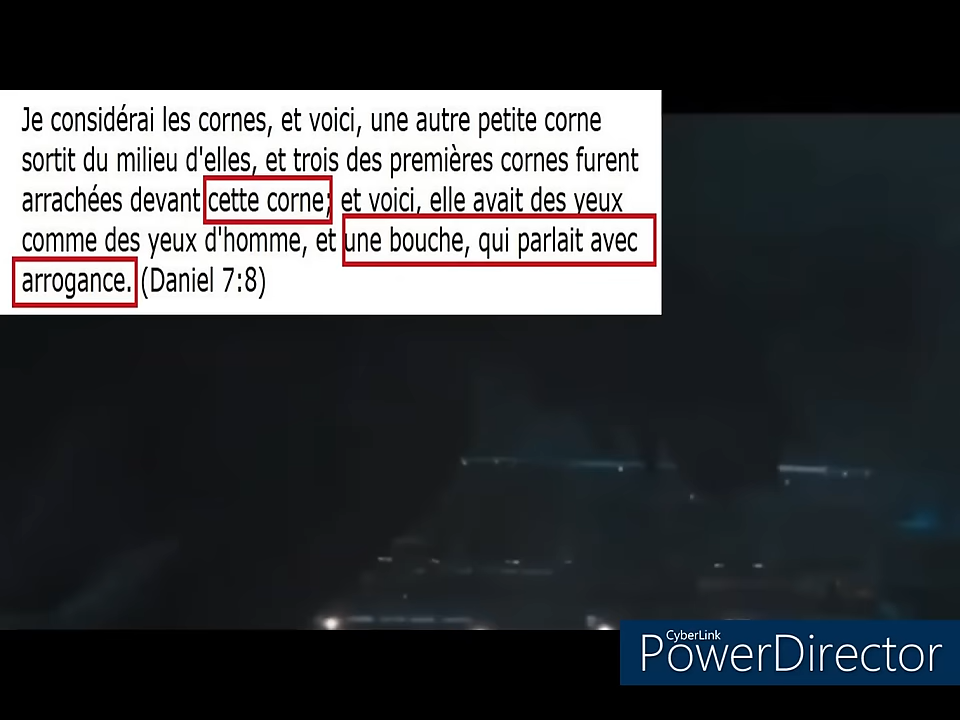 Je considérai les cornes, et voici, une autre petite corne
sortit du milieu d'elles, et trois des premières cornes furent
arrachées devant cette corne; et voici, elle avait des yeux
comme des yeux d'homme, et une bouche, qui parlait avec
arrogance. (Daniel 7:8)
CyberLink
PowerDirector